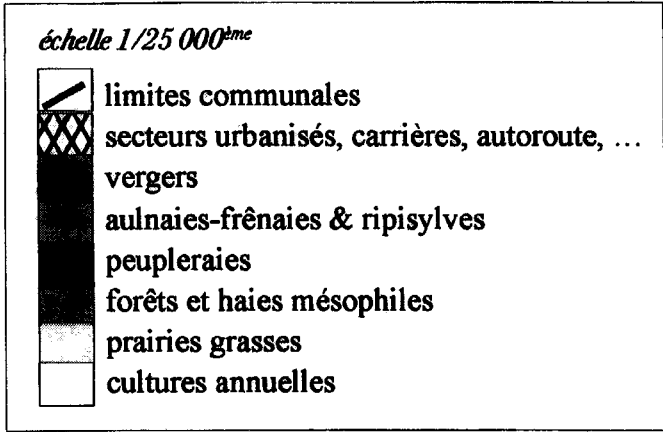 échelle 1/25 000ème
limites communales
secteurs urbanisés, carrières, autoroute, ...
vergers
aulnaies-frênaies & ripisylves
peupleraies
forêts et haies mésophiles
prairies grasses
cultures annuelles